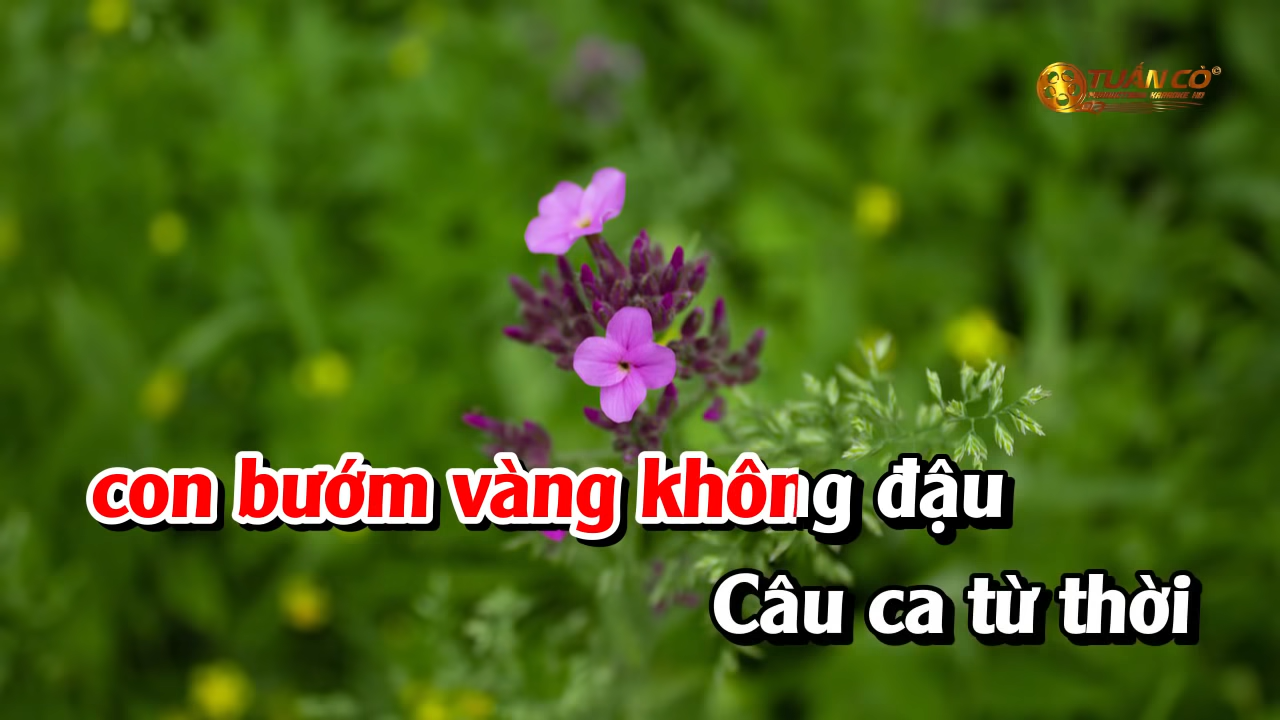 TUẤN CÒ
con bướm vàng không đậu
Câu ca từ thời